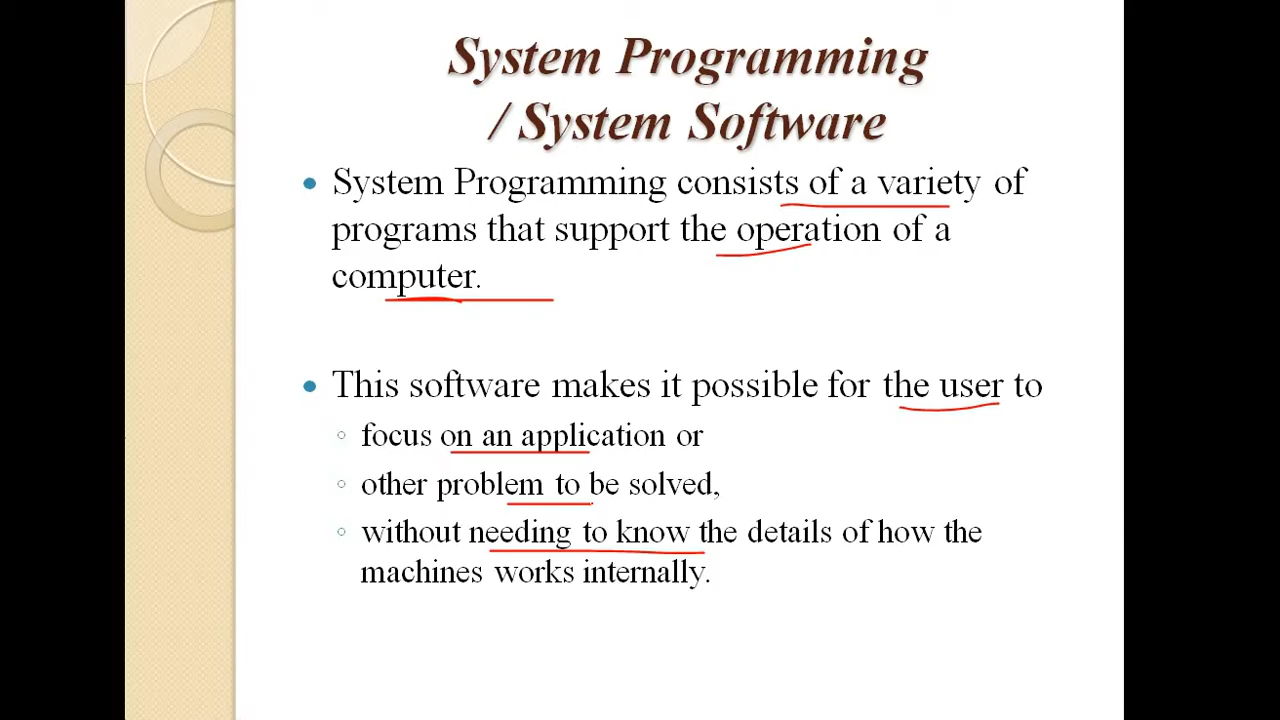 System Programming
/ System Software
• System Programming consists of a variety of
programs that support the operation of a
computer.
• This software makes it possible for the user to
◦ focus on an application or
◦ other problem to be solved,
◦ without needing to know the details of how the
machines works internally.